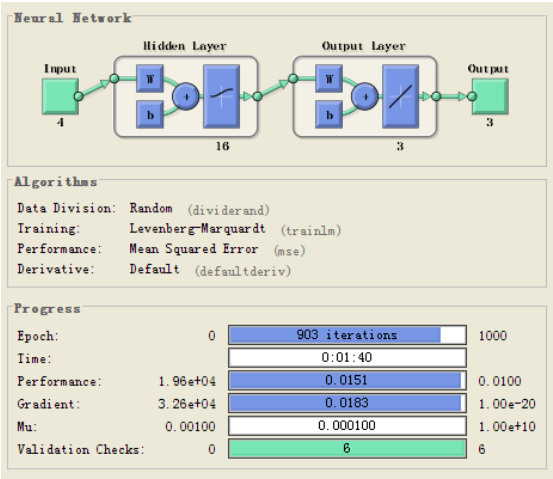 Neural Network
Hidden Layer Output Layer
Input Output
W W
b + b +
4 3
16 3
Algorithms
Data Division: Random (dividerand)
Training: Levenberg-Marquardt (trainlm)
Performance: Mean Squared Error (mse)
Derivative: Default (defaultderiv)
Progress
Epoch: 0 903 iterations 1000
Time: 0:01:40
Performance: 1.96e+04 0.0151 0.0100
Gradient: 3.26e+04 0.0183 1.00e-20
Mu: 0.00100 0.000100 1.00e+10
Validation Checks: 0 6 6